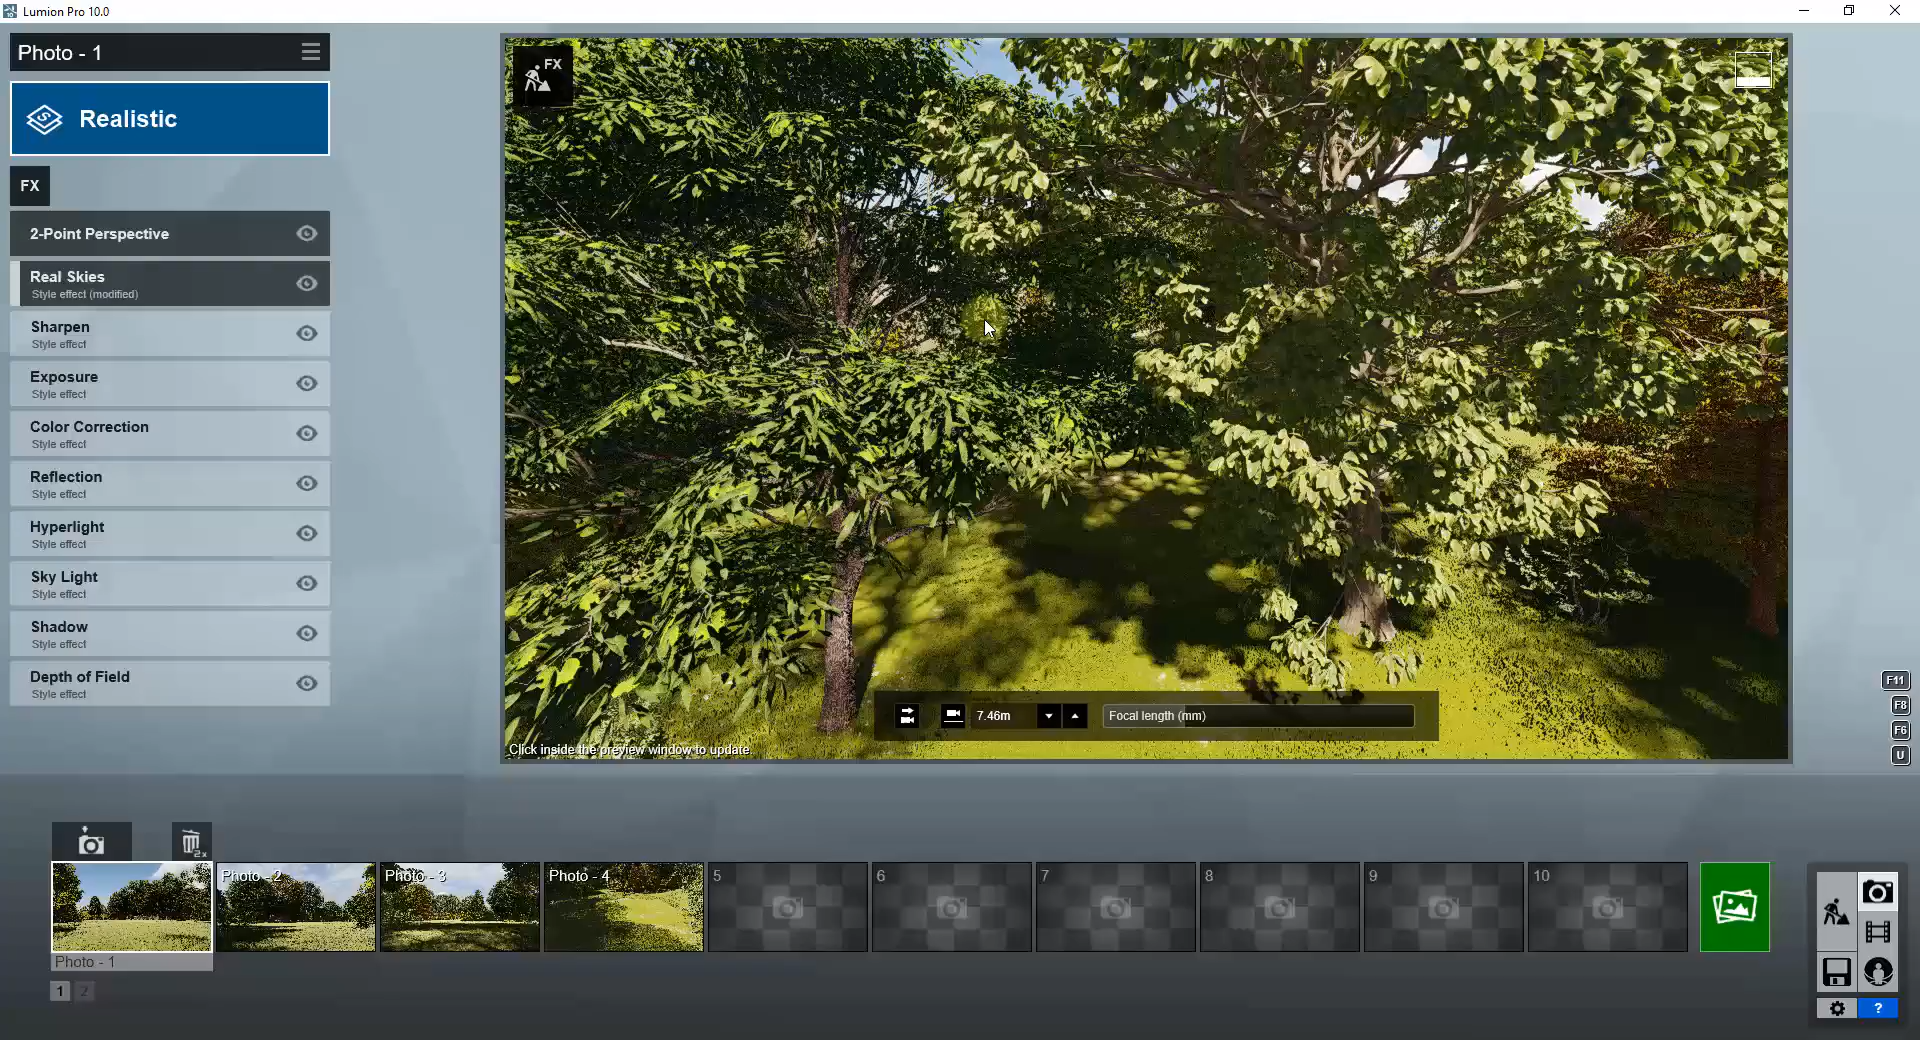 Lumion Pro 10.0
Photo - 1
Realistic
FX
2-Point Perspective
Real Skies
Style effect (modified)
Sharpen
Style effect
Exposure
Style effect
Color Correction
Style effect
Reflection
Style effect
Hyperlight
Style effect
Sky Light
Style effect
Shadow
Style effect
Depth of Field
Style effect
FX
7.46m
Focal length (mm)
Click inside the preview window to update.
F11
F8
F6
U
2x
Photo - 2
Photo - 3
Photo - 4
5
6
7
8
9
10
Photo - 1
1
2
?